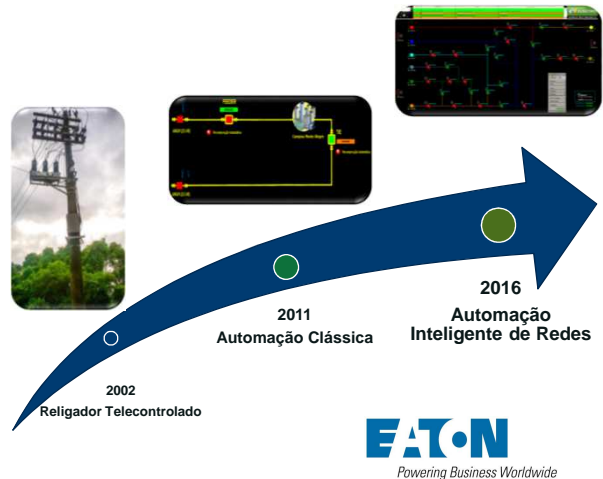 2002
Religador Telecontrolado
2011
Automação Clássica
2016
Automação
Inteligente de Redes
EATON
Powering Business Worldwide